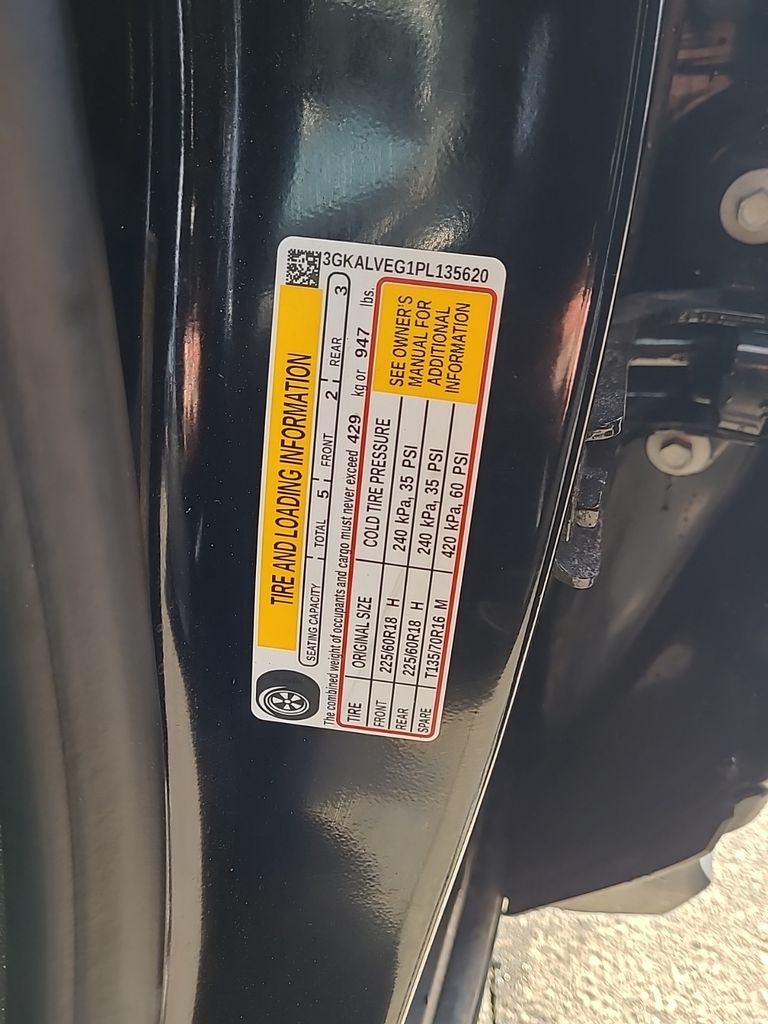 3GKALVEG1PL135620
TIRE AND LOADING INFORMATION
SEATING CAPACITY TOTAL 5 FRONT 2 REAR 3
The combined weight of occupants and cargo must never exceed 429 kg or 947 lbs.
TIRE ORIGINAL SIZE COLD TIRE PRESSURE
FRONT 225/60R18 H 240 kPa, 35 PSI
REAR 225/60R18 H 240 kPa, 35 PSI
SPARE T135/70R16 M 420 kPa, 60 PSI
SEE OWNER'S
MANUAL FOR
ADDITIONAL
INFORMATION